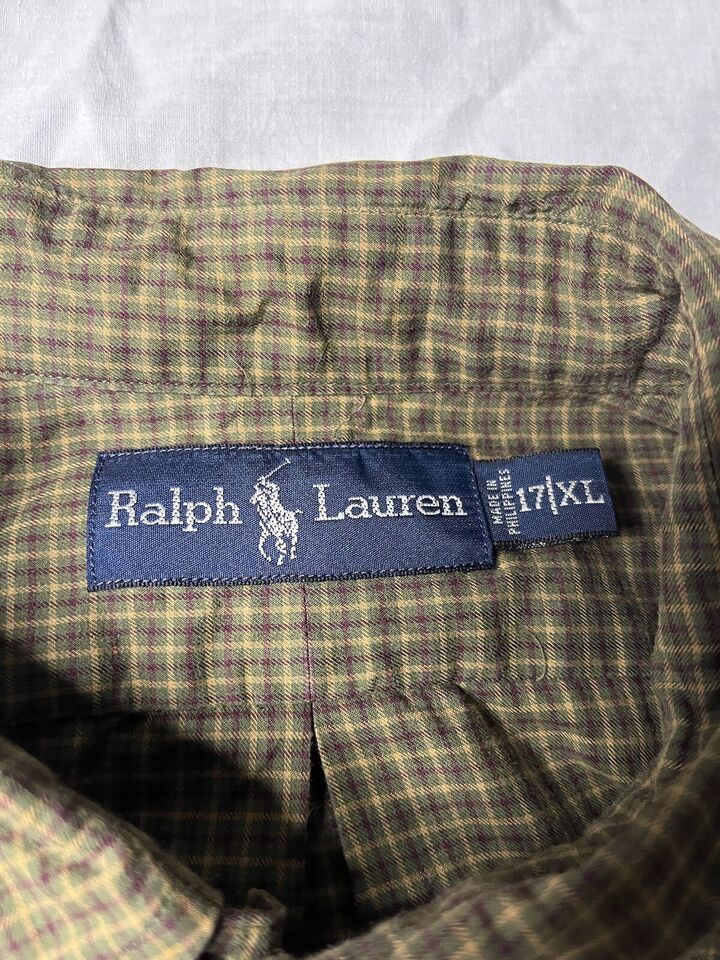 Ralph Lauren
MADE IN
PHILIPPINES
17|XL